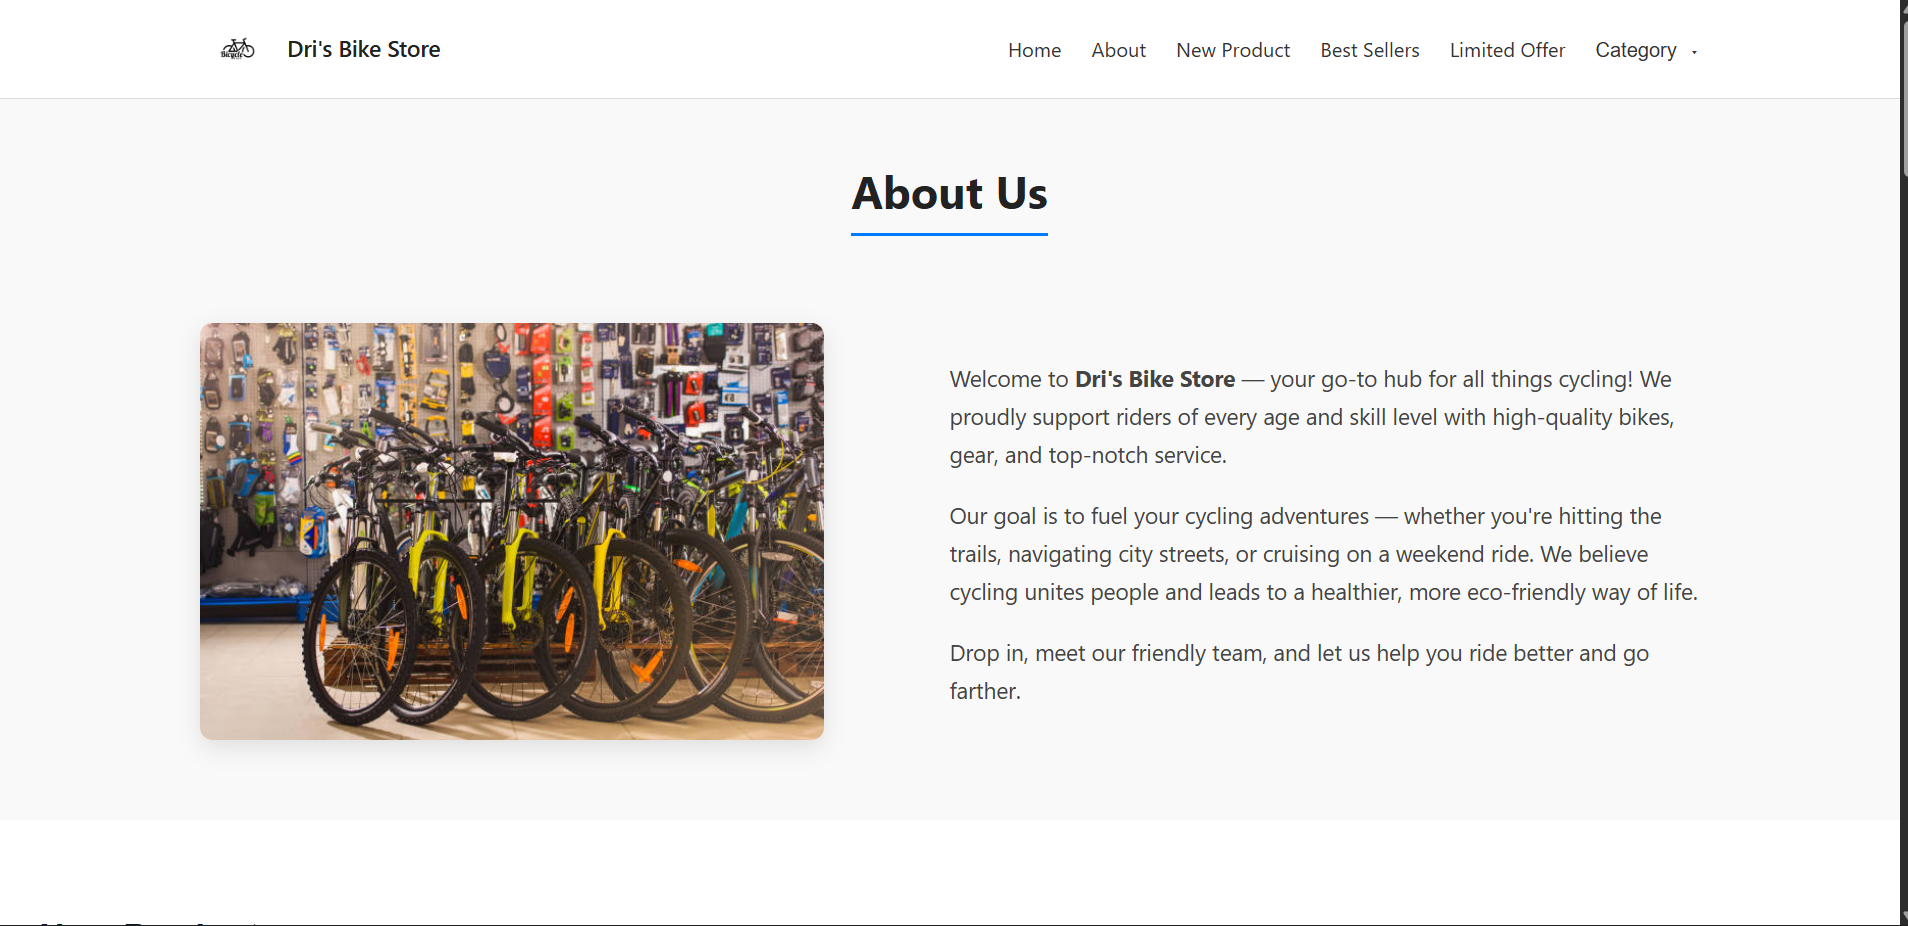 Bicycle
Dri's Bike Store
Home About New Product Best Sellers Limited Offer Category
About Us
Welcome to Dri's Bike Store — your go-to hub for all things cycling! We
proudly support riders of every age and skill level with high-quality bikes,
gear, and top-notch service.
Our goal is to fuel your cycling adventures — whether you're hitting the
trails, navigating city streets, or cruising on a weekend ride. We believe
cycling unites people and leads to a healthier, more eco-friendly way of life.
Drop in, meet our friendly team, and let us help you ride better and go
farther.